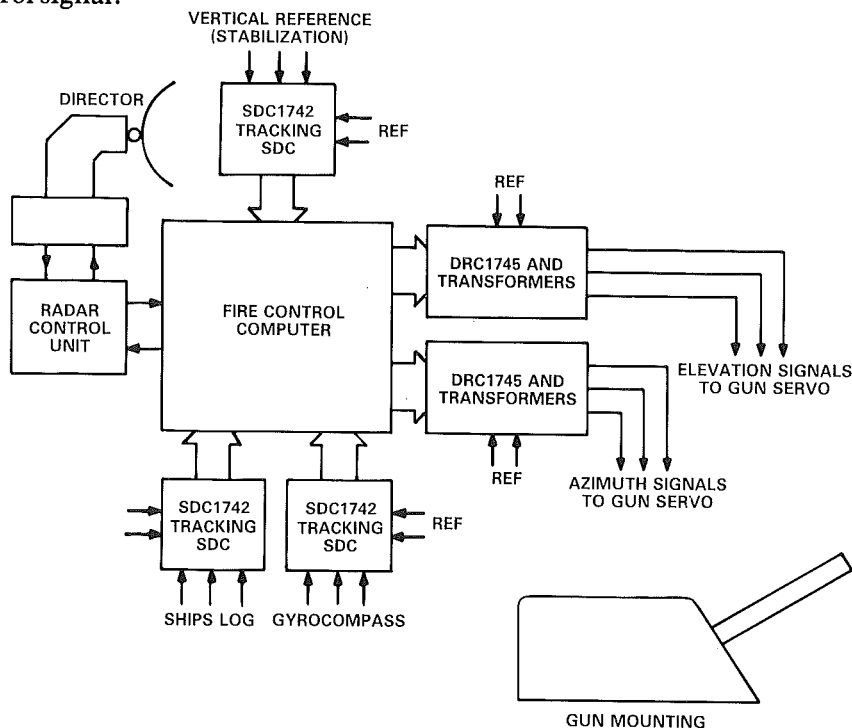 ol signal.
VERTICAL REFERENCE
(STABILIZATION)
DIRECTOR
SDC1742
TRACKING
SDC
REF
REF
RADAR
CONTROL
UNIT
FIRE CONTROL
COMPUTER
DRC1745 AND
TRANSFORMERS
ELEVATION SIGNALS
TO GUN SERVO
DRC1745 AND
TRANSFORMERS
REF
AZIMUTH SIGNALS
TO GUN SERVO
SDC1742
TRACKING
SDC
SDC1742
TRACKING
SDC
REF
SHIPS LOG
GYROCOMPASS
GUN MOUNTING